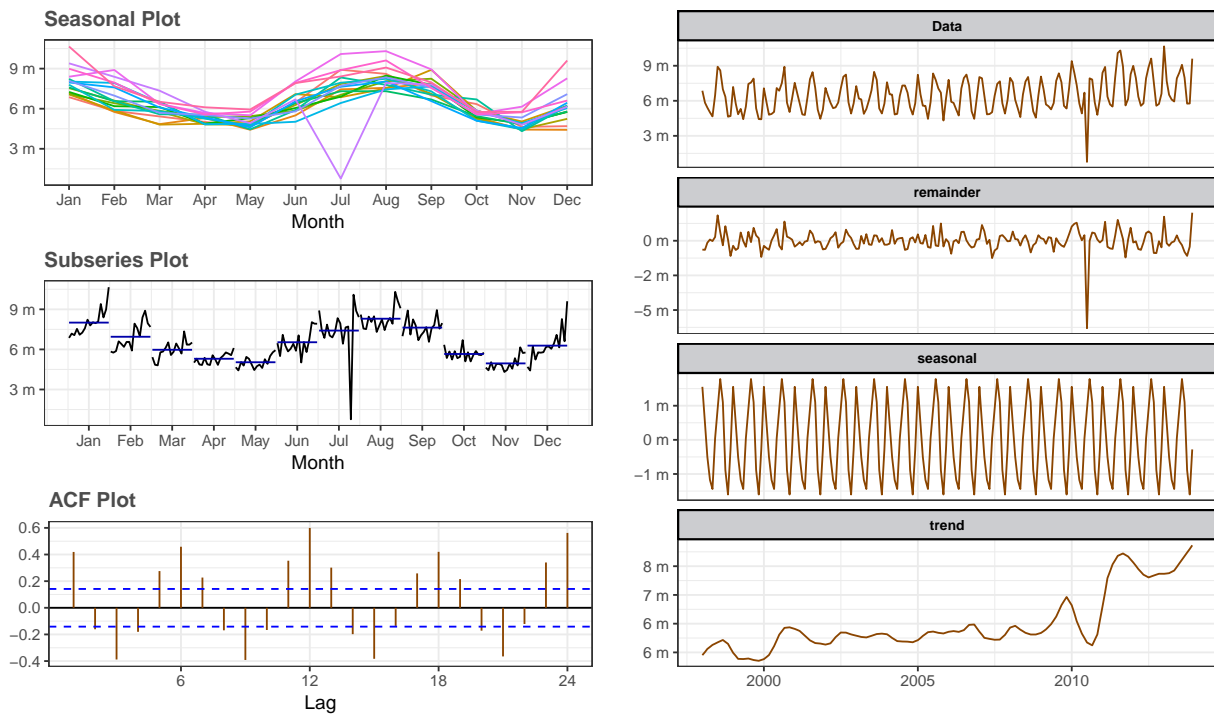 Seasonal Plot
9 m
6 m
3 m
Jan Feb Mar Apr May Jun Jul Aug Sep Oct Nov Dec
Month
Subseries Plot
9 m
6 m
3 m
Jan Feb Mar Apr May Jun Jul Aug Sep Oct Nov Dec
Month
ACF Plot
0.6
0.4
0.2
0.0
−0.2
−0.4
6 12 18 24
Lag
Data
9 m
6 m
3 m
remainder
0 m
−2 m
−5 m
seasonal
1 m
0 m
−1 m
trend
8 m
7 m
6 m
6 m
2000 2005 2010